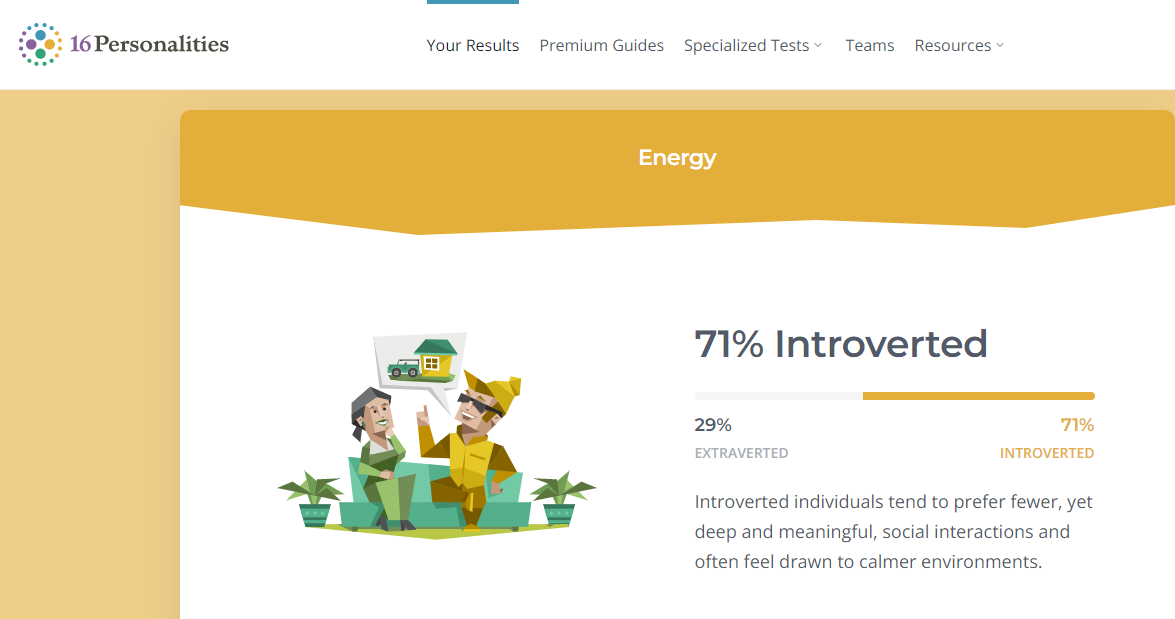 16Personalities
Your Results
Premium Guides
Specialized Tests
Teams
Resources
Energy
71% Introverted
29%
71%
EXTRAVERTED
INTROVERTED
Introverted individuals tend to prefer fewer, yet
deep and meaningful, social interactions and
often feel drawn to calmer environments.